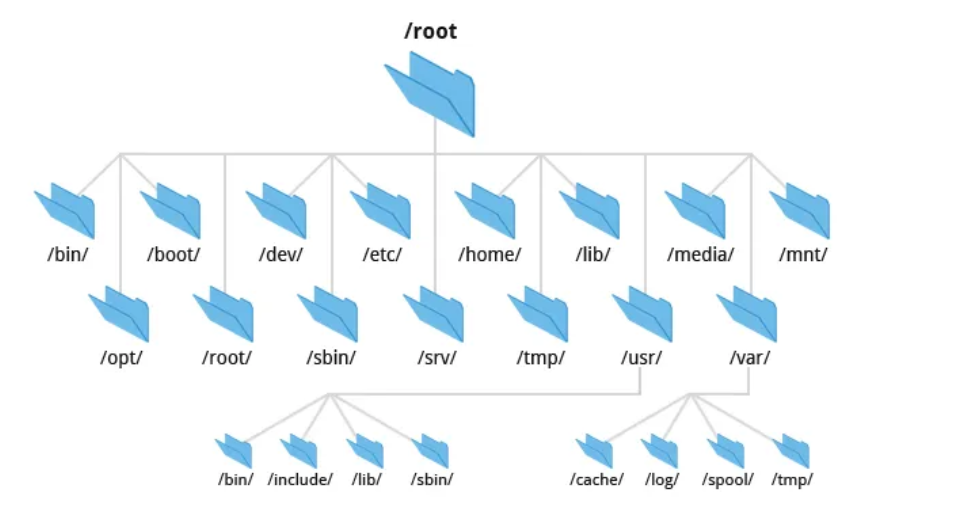 /root
/bin/ /boot/ /dev/ /etc/ /home/ /lib/ /media/ /mnt/
/opt/ /root/ /sbin/ /srv/ /tmp/ /usr/ /var/
/bin/ /include/ /lib/ /sbin/ /cache/ /log/ /spool/ /tmp/